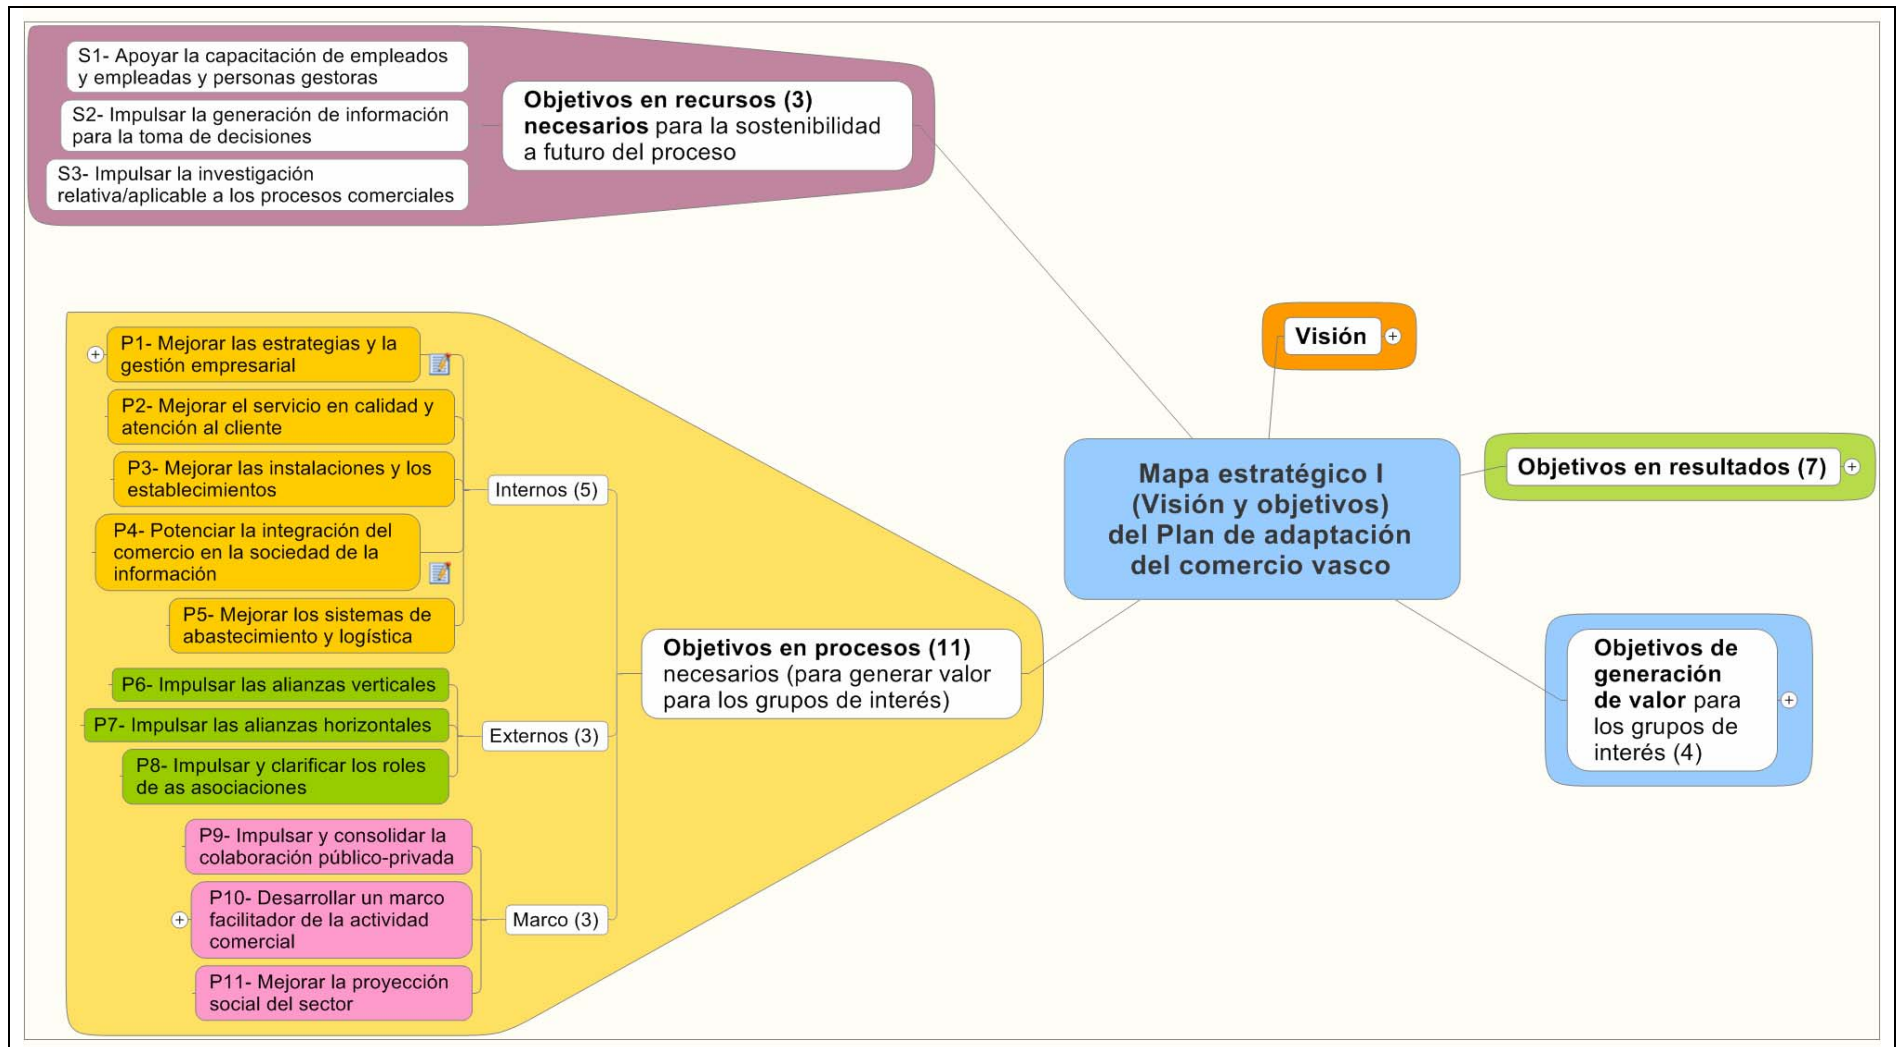 S1- Apoyar la capacitación de empleados
y empleadas y personas gestoras
S2- Impulsar la generación de información
para la toma de decisiones
S3- Impulsar la investigación
relativa/aplicable a los procesos comerciales
Objetivos en recursos (3)
necesarios para la sostenibilidad
a futuro del proceso
P1- Mejorar las estrategias y la
gestión empresarial
P2- Mejorar el servicio en calidad y
atención al cliente
P3- Mejorar las instalaciones y los
establecimientos
P4- Potenciar la integración del
comercio en la sociedad de la
información
P5- Mejorar los sistemas de
abastecimiento y logística
Internos (5)
P6- Impulsar las alianzas verticales
P7- Impulsar las alianzas horizontales
P8- Impulsar y clarificar los roles
de as asociaciones
Externos (3)
P9- Impulsar y consolidar la
colaboración público-privada
P10- Desarrollar un marco
facilitador de la actividad
comercial
P11- Mejorar la proyección
social del sector
Marco (3)
Objetivos en procesos (11)
necesarios (para generar valor
para los grupos de interés)
Mapa estratégico I
(Visión y objetivos)
del Plan de adaptación
del comercio vasco
Visión
Objetivos en resultados (7)
Objetivos de
generación
de valor para
los grupos de
interés (4)